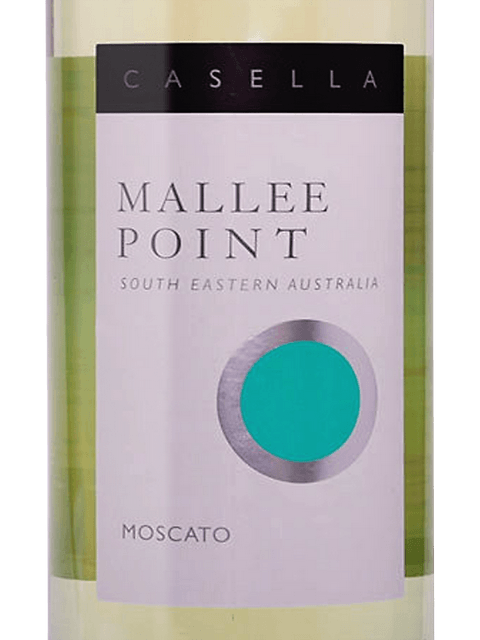 CASELLA
MALLEE
POINT
SOUTH EASTERN AUSTRALIA
MOSCATO